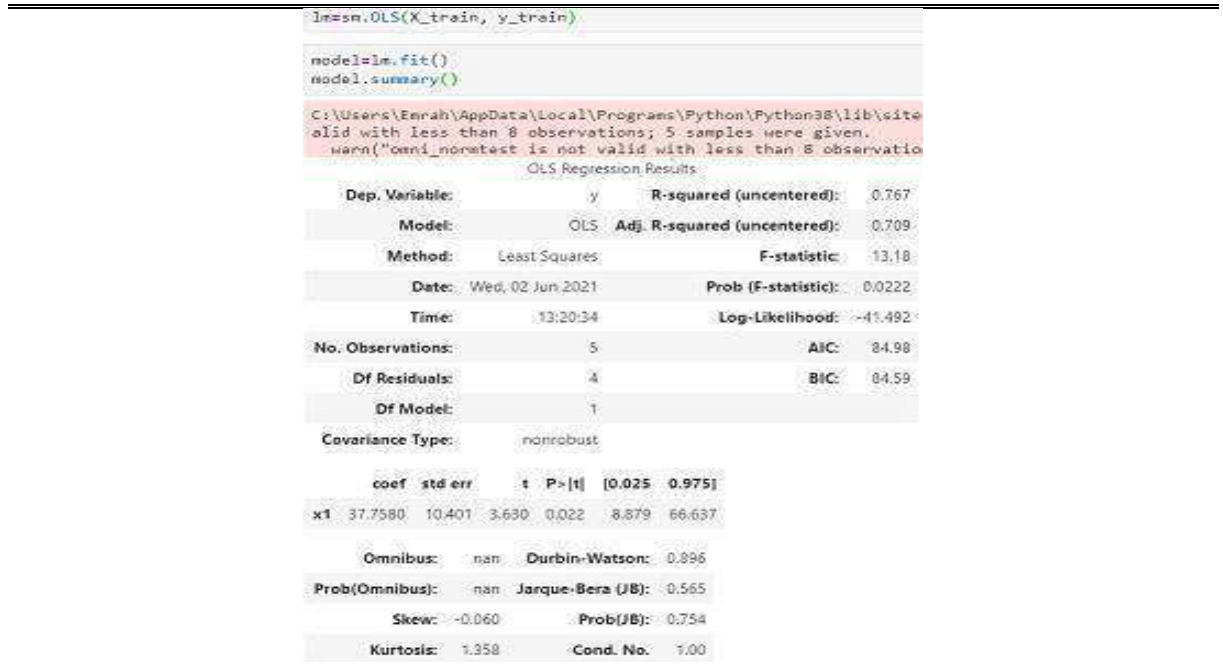 lm=sm.OLS(X_train, y_train)
model=lm.fit()
model.summary()
C:\Users\Emrah\AppData\Local\Programs\Python\Python38\lib\site
alid with less than 8 observations; 5 samples were given.
warn("omni_normtest is not valid with less than 8 observatio
OLS Regression Results
Dep. Variable: y R-squared (uncentered): 0.767
Model: OLS Adj. R-squared (uncentered): 0.709
Method: Least Squares F-statistic: 13.18
Date: Wed, 02 Jun 2021 Prob (F-statistic): 0.0222
Time: 13:20:34 Log-Likelihood: -41.492
No. Observations: 5 AIC: 84.98
Df Residuals: 4 BIC: 84.59
Df Model: 1
Covariance Type: nonrobust
coef std err t P>|t| [0.025 0.975]
x1 37.7580 10.401 3.630 0.022 8.879 66.637
Omnibus: nan Durbin-Watson: 0.896
Prob(Omnibus): nan Jarque-Bera (JB): 0.565
Skew: -0.060 Prob(JB): 0.754
Kurtosis: 1.358 Cond. No. 1.00